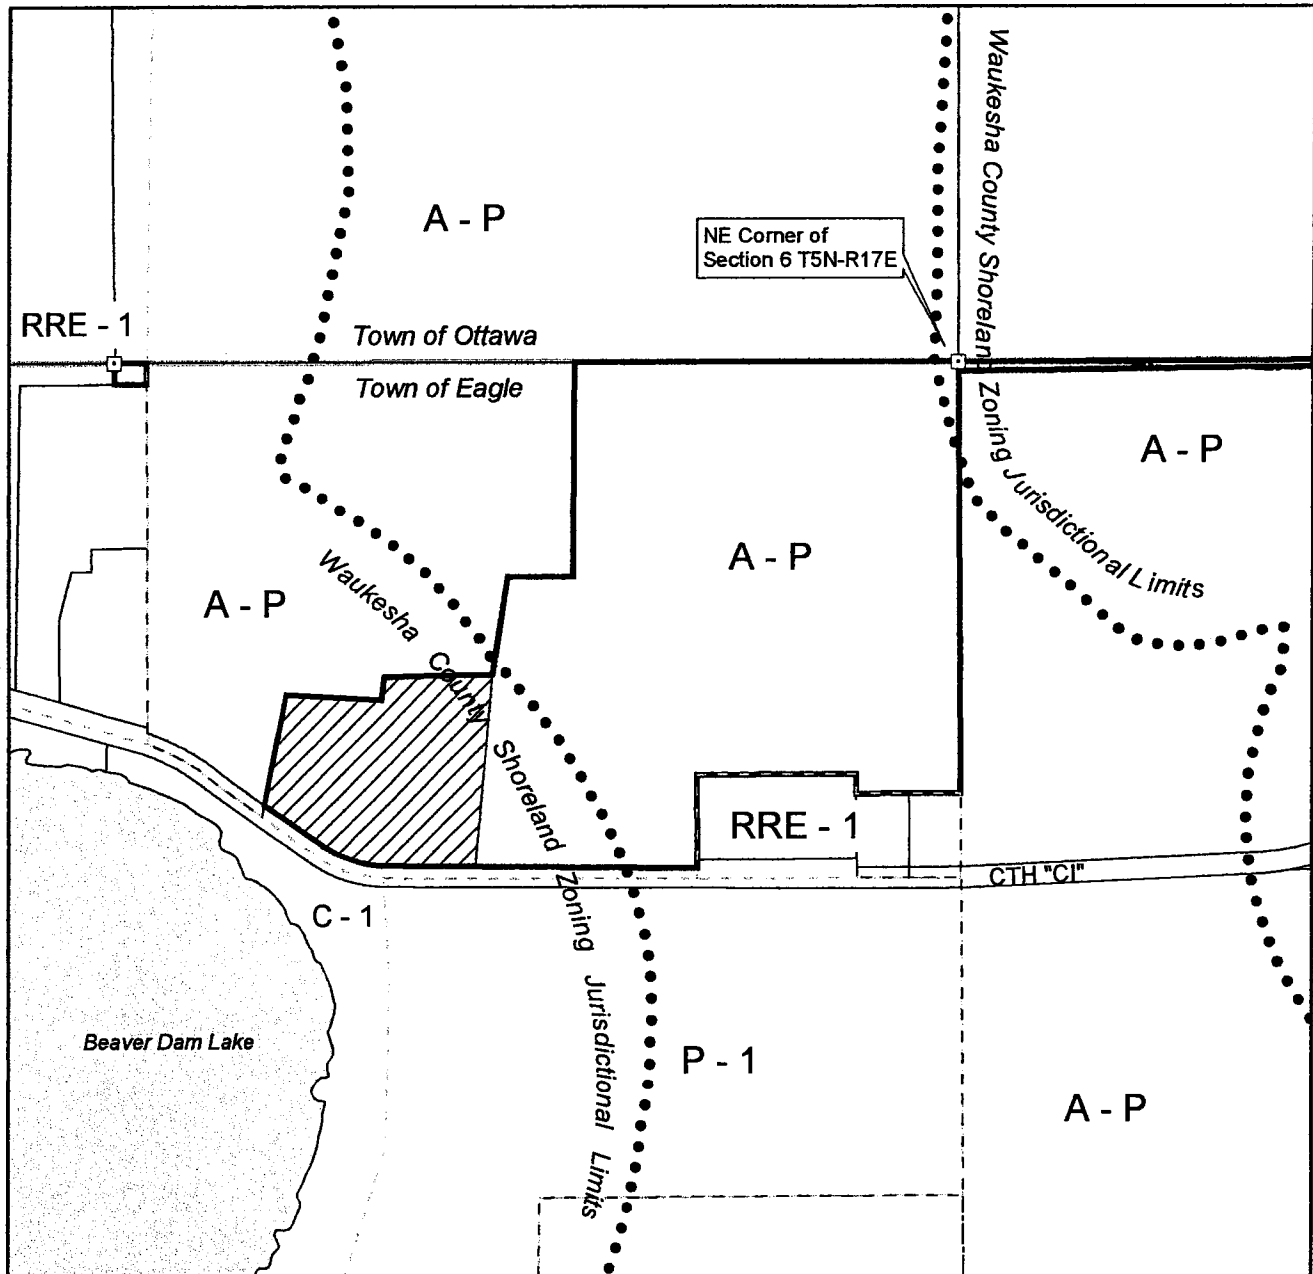 A - P
NE Corner of
Section 6 T5N-R17E
Waukesha County Shoreland Zoning Jurisdictional Limits
RRE - 1
Town of Ottawa
Town of Eagle
A - P
A - P
A - P
Waukesha County Shoreland Zoning Jurisdictional Limits
RRE - 1
CTH "CI"
C - 1
Beaver Dam Lake
P - 1
A - P